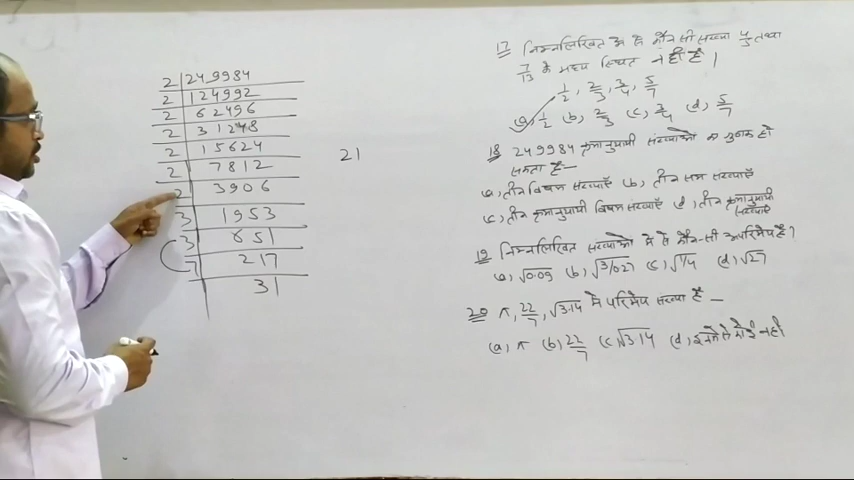 2 | 249984
2 | 124992
2 | 62496
2 | 31248
2 | 15624
2 | 7812
2 | 3906
3 | 1953
3 | 651
7 | 217
31
21
17 निम्नलिखित में से कौन सी संख्या 4/5 तथा
7/13 के मध्य स्थित नहीं है।
1/2, 2/3, 3/4, 5/7
(a) 1/2 (b) 2/3 (c) 3/4 (d) 5/7
18 249984 क्रमानुगामी संख्याओं का गुणन हो
सकता है—
(a) तीन विषम संख्याएँ (b) तीन सम संख्याएँ
(c) तीन क्रमानुगामी विषम संख्याएँ (d) तीन क्रमानुगामी
संख्याएँ
19 निम्नलिखित संख्याओं में से कौन-सी अपरिमेय है?
(a) √0.09 (b) √3/027 (c) √1/4 (d) √27
20 π, 22/7, √3.14 में परिमेय संख्या है —
(a) π (b) 22/7 (c) √3.14 (d) इनमें से कोई नहीं